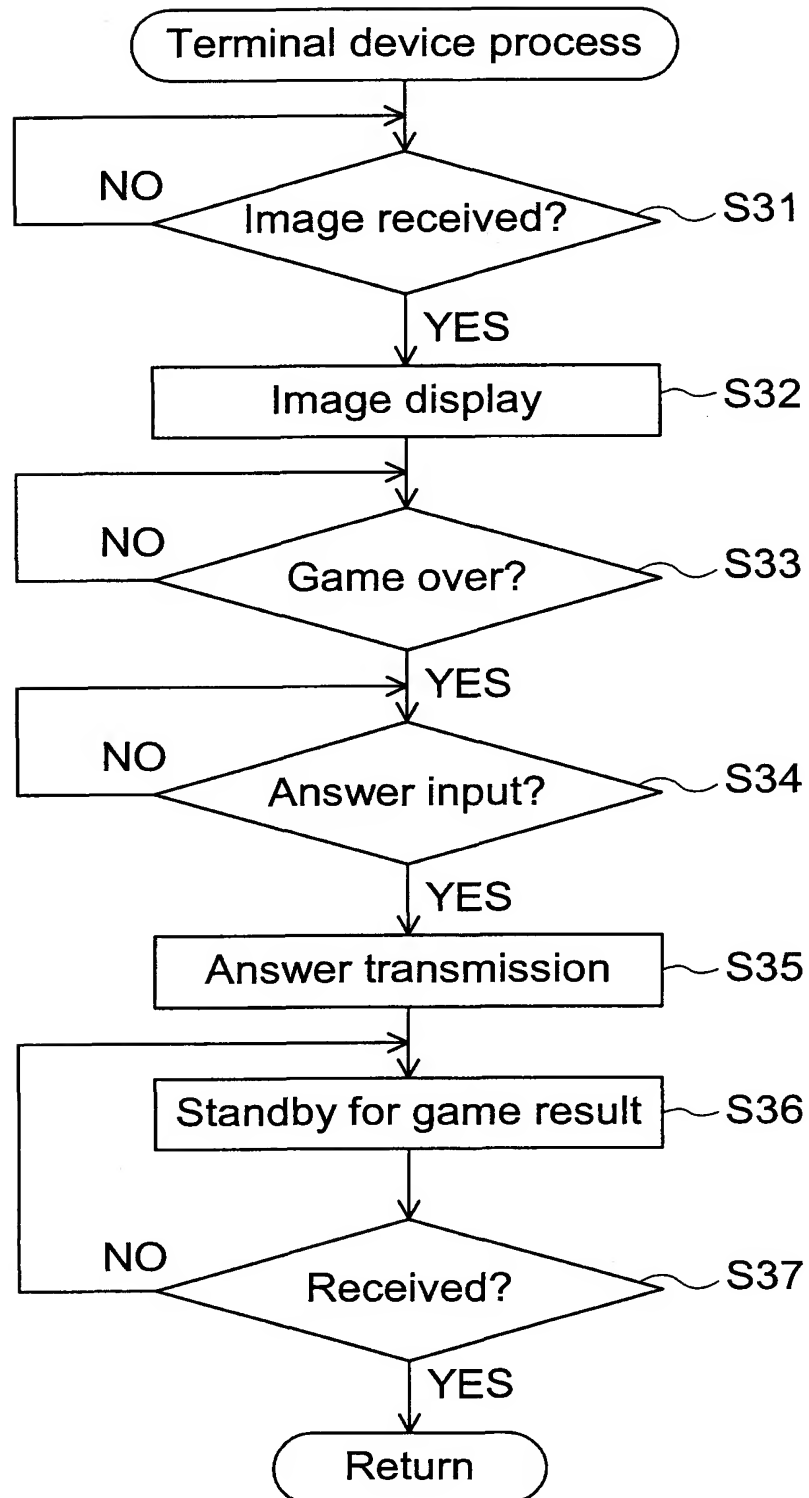 Terminal device process
NO
Image received?
S31
YES
Image display
S32
NO
Game over?
S33
YES
NO
Answer input?
S34
YES
Answer transmission
S35
Standby for game result
S36
NO
Received?
S37
YES
Return